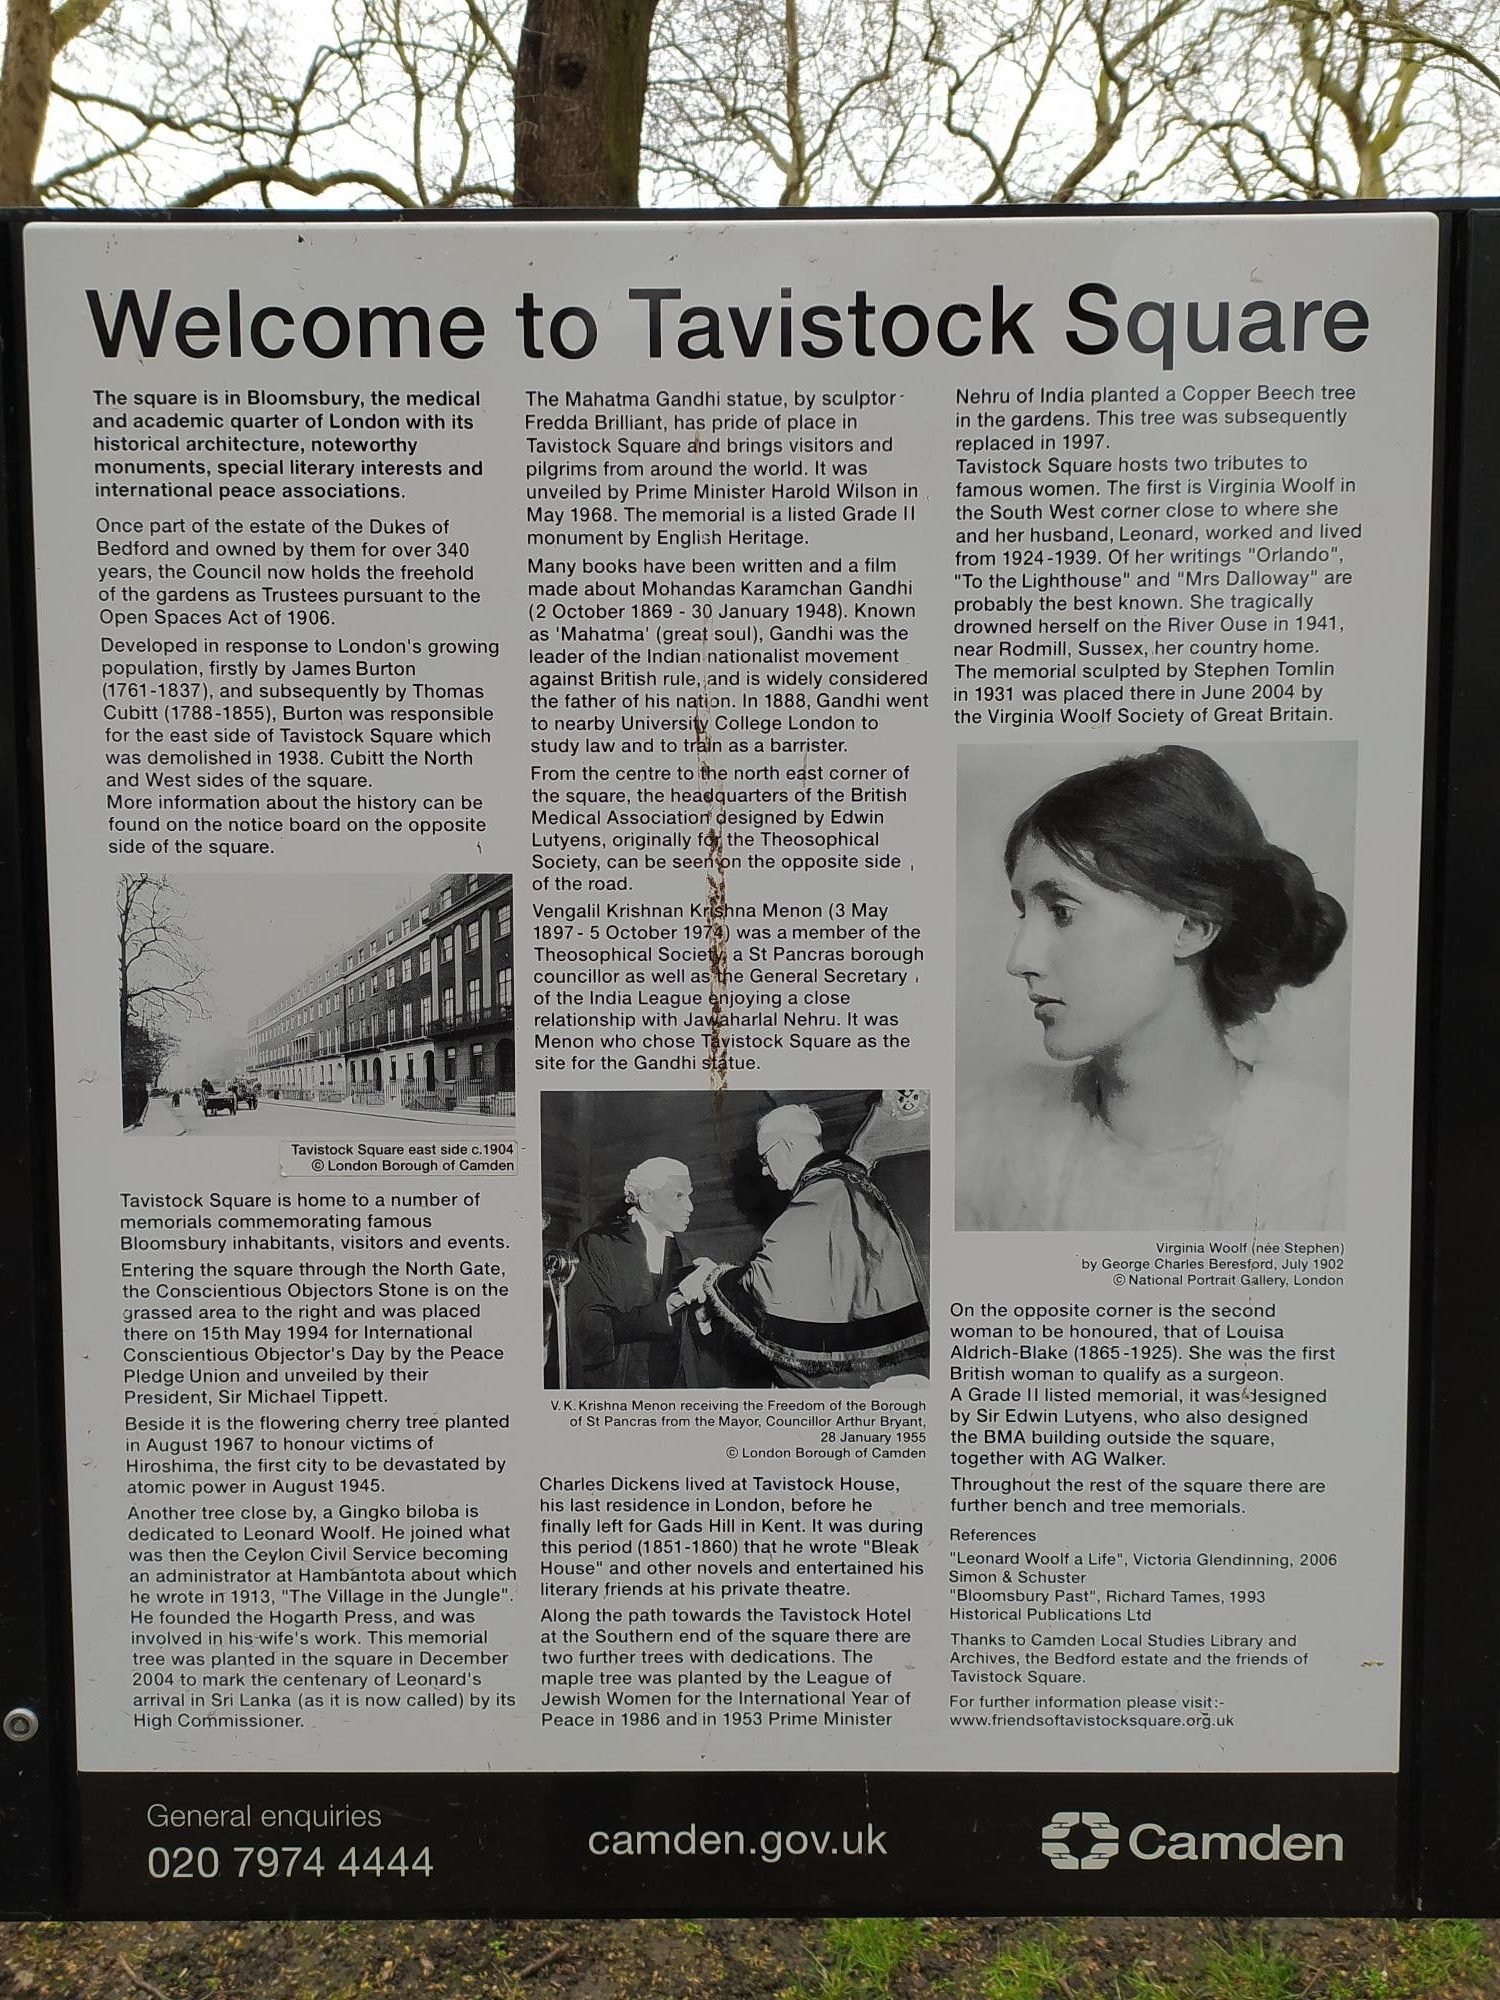 Welcome to Tavistock Square
The square is in Bloomsbury, the medical
and academic quarter of London with its
historical architecture, noteworthy
monuments, special literary interests and
international peace associations.
Once part of the estate of the Dukes of
Bedford and owned by them for over 340
years, the Council now holds the freehold
of the gardens as Trustees pursuant to the
Open Spaces Act of 1906.
Developed in response to London's growing
population, firstly by James Burton
(1761-1837), and subsequently by Thomas
Cubitt (1788-1855), Burton was responsible
for the east side of Tavistock Square which
was demolished in 1938. Cubitt the North
and West sides of the square.
More information about the history can be
found on the notice board on the opposite
side of the square.
Tavistock Square east side c.1904
© London Borough of Camden
Tavistock Square is home to a number of
memorials commemorating famous
Bloomsbury inhabitants, visitors and events.
Entering the square through the North Gate,
the Conscientious Objectors Stone is on the
grassed area to the right and was placed
there on 15th May 1994 for International
Conscientious Objector's Day by the Peace
Pledge Union and unveiled by their
President, Sir Michael Tippett.
Beside it is the flowering cherry tree planted
in August 1967 to honour victims of
Hiroshima, the first city to be devastated by
atomic power in August 1945.
Another tree close by, a Gingko biloba is
dedicated to Leonard Woolf. He joined what
was then the Ceylon Civil Service becoming
an administrator at Hambantota about which
he wrote in 1913, "The Village in the Jungle".
He founded the Hogarth Press, and was
involved in his wife's work. This memorial
tree was planted in the square in December
2004 to mark the centenary of Leonard's
arrival in Sri Lanka (as it is now called) by its
High Commissioner.
The Mahatma Gandhi statue, by sculptor
Fredda Brilliant, has pride of place in
Tavistock Square and brings visitors and
pilgrims from around the world. It was
unveiled by Prime Minister Harold Wilson in
May 1968. The memorial is a listed Grade II
monument by English Heritage.
Many books have been written and a film
made about Mohandas Karamchan Gandhi
(2 October 1869 - 30 January 1948). Known
as 'Mahatma' (great soul), Gandhi was the
leader of the Indian nationalist movement
against British rule, and is widely considered
the father of his nation. In 1888, Gandhi went
to nearby University College London to
study law and to train as a barrister.
From the centre to the north east corner of
the square, the headquarters of the British
Medical Association designed by Edwin
Lutyens, originally for the Theosophical
Society, can be seen on the opposite side
of the road.
Vengalil Krishnan Krishna Menon (3 May
1897 - 5 October 1974) was a member of the
Theosophical Society, a St Pancras borough
councillor as well as the General Secretary
of the India League enjoying a close
relationship with Jawaharlal Nehru. It was
Menon who chose Tavistock Square as the
site for the Gandhi statue.
V.K. Krishna Menon receiving the Freedom of the Borough
of St Pancras from the Mayor, Councillor Arthur Bryant,
28 January 1955
© London Borough of Camden
Charles Dickens lived at Tavistock House,
his last residence in London, before he
finally left for Gads Hill in Kent. It was during
this period (1851-1860) that he wrote "Bleak
House" and other novels and entertained his
literary friends at his private theatre.
Along the path towards the Tavistock Hotel
at the Southern end of the square there are
two further trees with dedications. The
maple tree was planted by the League of
Jewish Women for the International Year of
Peace in 1986 and in 1953 Prime Minister
Nehru of India planted a Copper Beech tree
in the gardens. This tree was subsequently
replaced in 1997.
Tavistock Square hosts two tributes to
famous women. The first is Virginia Woolf in
the South West corner close to where she
and her husband, Leonard, worked and lived
from 1924-1939. Of her writings "Orlando",
"To the Lighthouse" and "Mrs Dalloway" are
probably the best known. She tragically
drowned herself on the River Ouse in 1941,
near Rodmill, Sussex, her country home.
The memorial sculpted by Stephen Tomlin
in 1931 was placed there in June 2004 by
the Virginia Woolf Society of Great Britain.
Virginia Woolf (née Stephen)
by George Charles Beresford, July 1902
© National Portrait Gallery, London
On the opposite corner is the second
woman to be honoured, that of Louisa
Aldrich-Blake (1865-1925). She was the first
British woman to qualify as a surgeon.
A Grade II listed memorial, it was designed
by Sir Edwin Lutyens, who also designed
the BMA building outside the square,
together with AG Walker.
Throughout the rest of the square there are
further bench and tree memorials.
References
"Leonard Woolf a Life", Victoria Glendinning, 2006
Simon & Schuster
"Bloomsbury Past", Richard Tames, 1993
Historical Publications Ltd
Thanks to Camden Local Studies Library and
Archives, the Bedford estate and the friends of
Tavistock Square.
For further information please visit:-
www.friendsoftavistocksquare.org.uk
General enquiries
020 7974 4444
camden.gov.uk
Camden